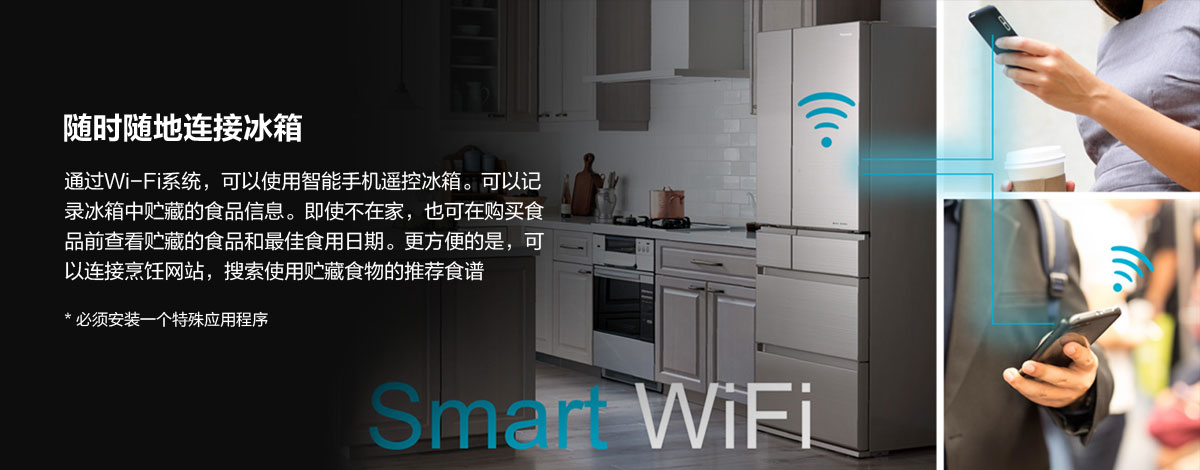 随时随地连接冰箱
通过Wi-Fi系统，可以使用智能手机遥控冰箱。可以记
录冰箱中贮藏的食品信息。即使不在家，也可在购买食
品前查看贮藏的食品和最佳食用日期。更方便的是，可
以连接烹饪网站，搜索使用贮藏食物的推荐食谱
* 必须安装一个特殊应用程序
Panasonic
Smart WiFi